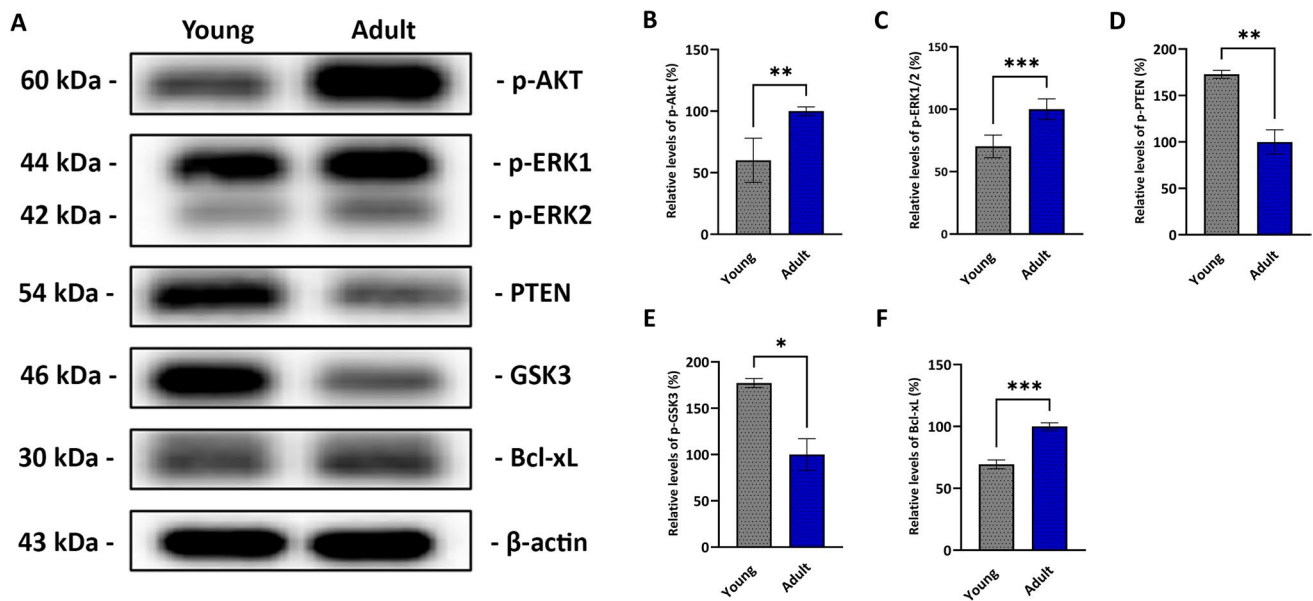 A
Young Adult
60 kDa - - p-AKT
44 kDa - - p-ERK1
42 kDa - - p-ERK2
54 kDa - - PTEN
46 kDa - - GSK3
30 kDa - - Bcl-xL
43 kDa - - β-actin
B
Relative levels of p-Akt (%)
150
100
50
0
**
Young
Adult
C
Relative levels of p-ERK1/2 (%)
150
100
50
0
***
Young
Adult
D
Relative levels of p-PTEN (%)
200
150
100
50
0
**
Young
Adult
E
Relative levels of p-GSK3 (%)
200
150
100
50
0
*
Young
Adult
F
Relative levels of Bcl-xL (%)
150
100
50
0
***
Young
Adult